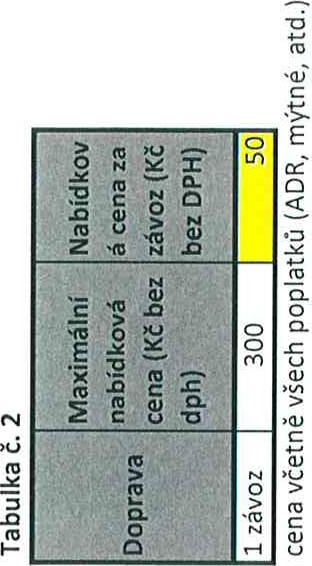 Tabulka č. 2
Doprava
Maximální
nabídková
cena (Kč bez
dph)
Nabídkov
á cena za
závoz (Kč
bez DPH)
1 závoz
300
50
cena včetně všech poplatků (ADR, mýtné, atd.)